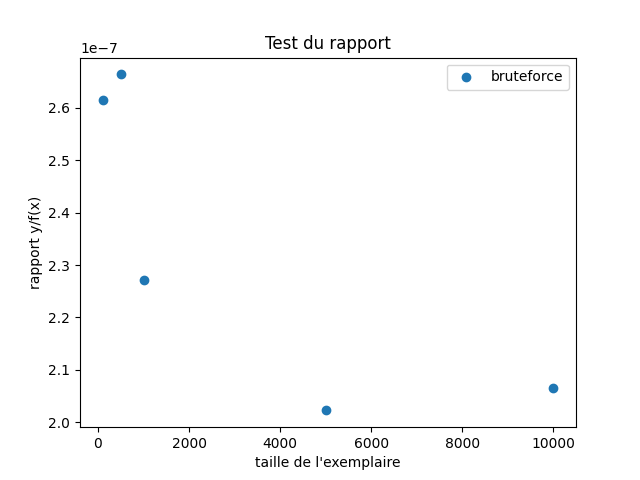 Test du rapport
1e−7
bruteforce
2.6
2.5
2.4
2.3
2.2
2.1
2.0
rapport y/f(x)
0 2000 4000 6000 8000 10000
taille de l'exemplaire